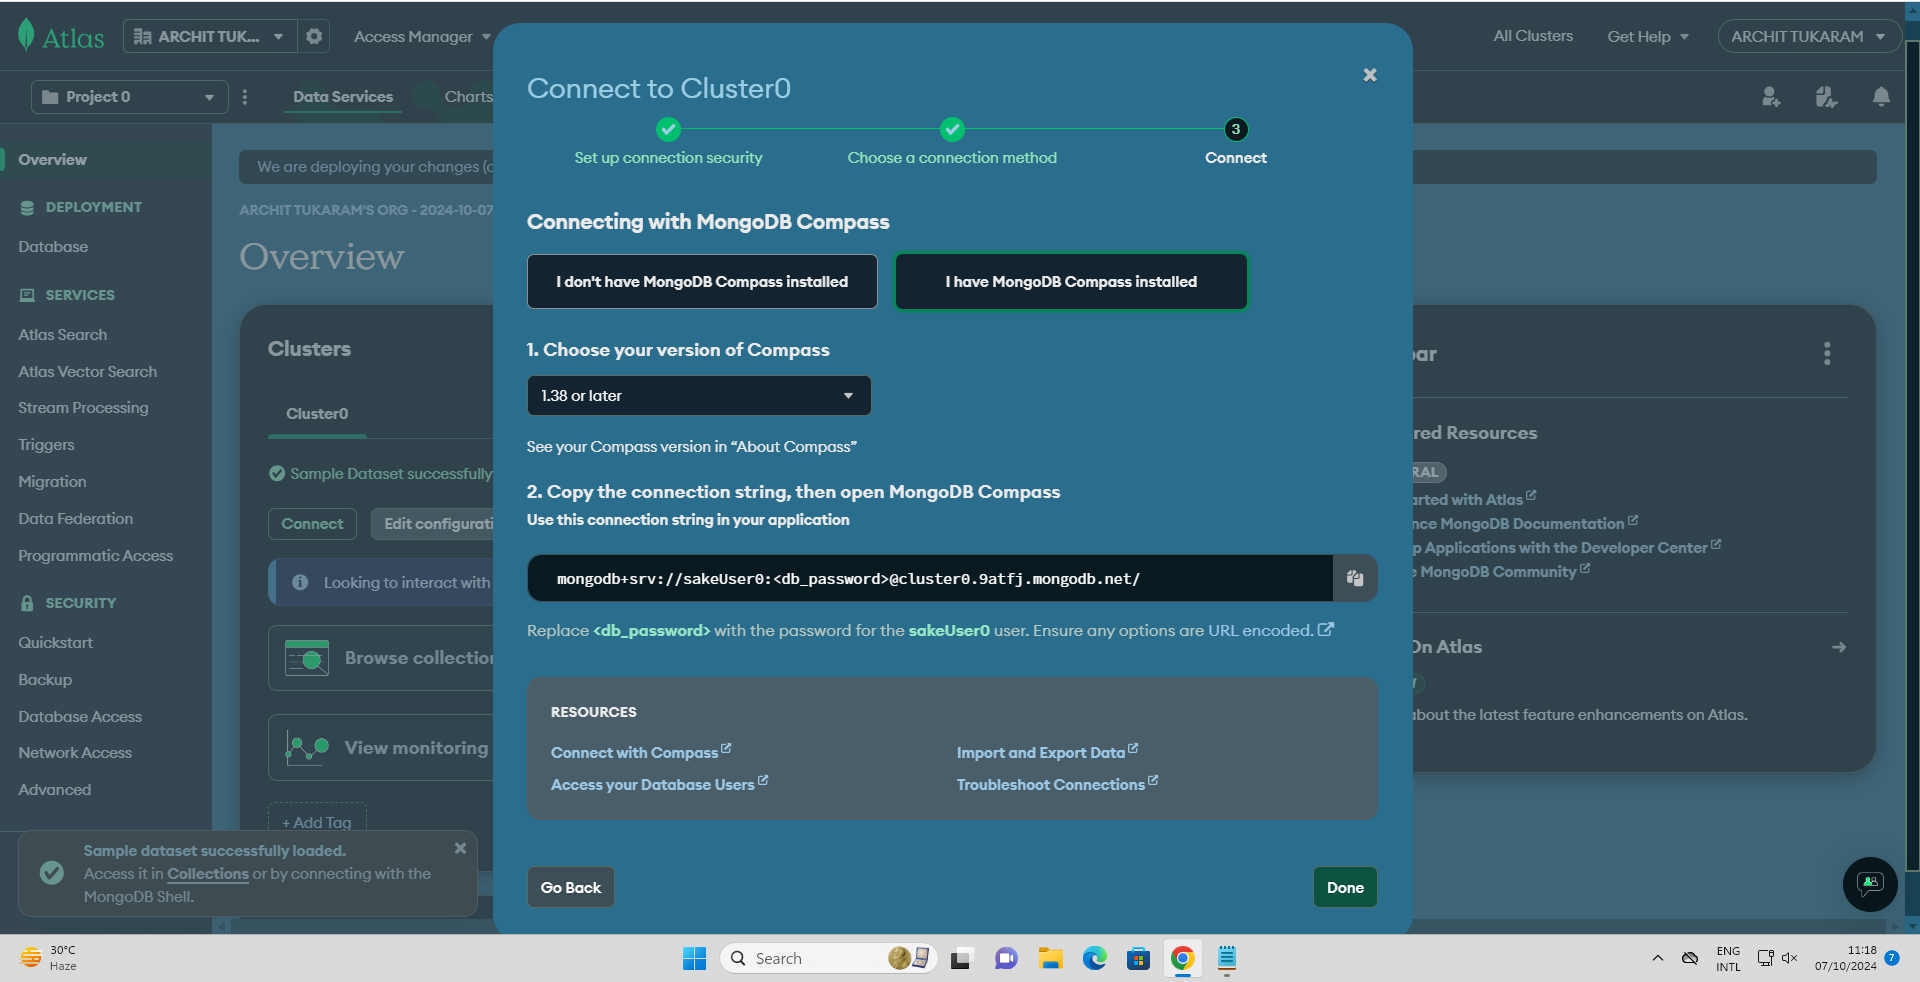 Atlas
ARCHIT TUK...
Access Manager
All Clusters
Get Help
ARCHIT TUKARAM
Project 0
Data Services
Charts
Overview
DEPLOYMENT
Database
SERVICES
Atlas Search
Atlas Vector Search
Stream Processing
Triggers
Migration
Data Federation
Programmatic Access
SECURITY
Quickstart
Backup
Database Access
Network Access
Advanced
We are deploying your changes (c
ARCHIT TUKARAM'S ORG - 2024-10-07
Overview
Clusters
Cluster0
Sample Dataset successfully
Connect
Edit configurati
Looking to interact with
Browse collection
View monitoring
+ Add Tag
Sample dataset successfully loaded.
Access it in Collections or by connecting with the
MongoDB Shell.
Connect to Cluster0
3
Set up connection security
Choose a connection method
Connect
Connecting with MongoDB Compass
I don't have MongoDB Compass installed
I have MongoDB Compass installed
1. Choose your version of Compass
1.38 or later
See your Compass version in “About Compass”
2. Copy the connection string, then open MongoDB Compass
Use this connection string in your application
mongodb+srv://sakeUser0:<db_password>@cluster0.9atfj.mongodb.net/
Replace <db_password> with the password for the sakeUser0 user. Ensure any options are URL encoded.
RESOURCES
Connect with Compass
Import and Export Data
Access your Database Users
Troubleshoot Connections
Go Back
Done
bar
red Resources
RAL
arted with Atlas
nce MongoDB Documentation
p Applications with the Developer Center
e MongoDB Community
On Atlas
about the latest feature enhancements on Atlas.
30°C
Haze
Search
ENG
INTL
11:18
07/10/2024
7